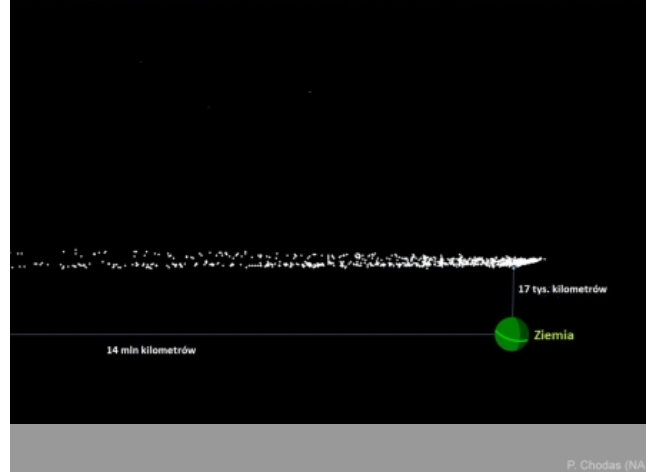 17 tys. kilometrów
Ziemia
14 mln kilometrów
P. Chodas (NA